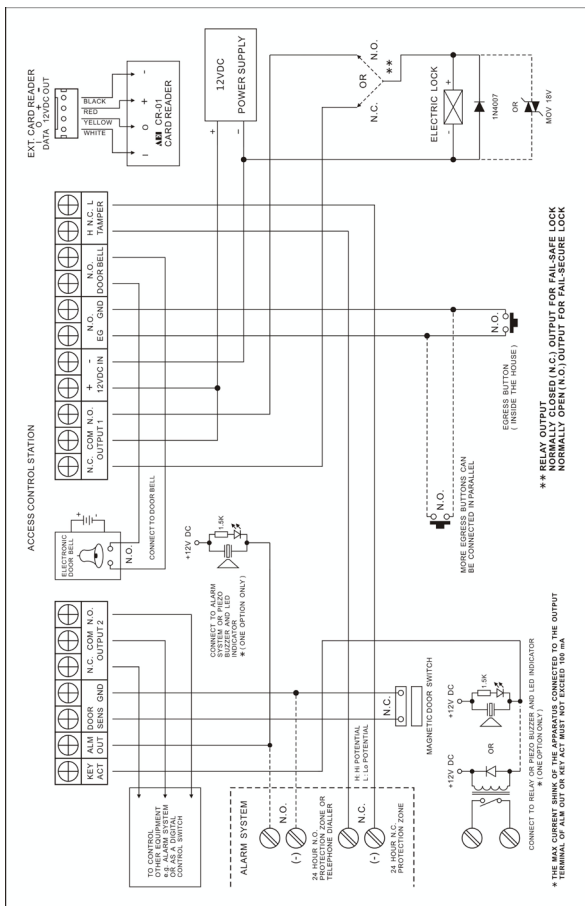 ACCESS CONTROL STATION
KEY
ACT
ALM
OUT
DOOR
SENS
GND
N.C. COM N.O.
OUTPUT 2
N.C. COM N.O.
OUTPUT 1
+ -
12VDC IN
N.O.
EG GND
N.O.
DOOR BELL
H N.C. L
TAMPER
EXT. CARD READER
I O + -
DATA 12VDC OUT
BLACK
RED
YELLOW
WHITE
I O + -
CR-01
CARD READER
12VDC
POWER SUPPLY
+ -
ELECTRONIC
DOOR BELL
+ -
N.O.
CONNECT TO DOOR BELL
+12V DC
1.5K
CONNECT TO ALARM
SYSTEM OR PIEZO
BUZZER AND LED
INDICATOR
* ( ONE OPTION ONLY )
TO CONTROL
OTHER EQUIPMENT
e.g. ALARM SYSTEM
OR AS A DIGITAL
CONTROL SWITCH
ALARM SYSTEM
N.O.
(-)
24 HOUR N.O.
PROTECTION ZONE OR
TELEPHONE DIALLER
H: Hi POTENTIAL
L: Lo POTENTIAL
N.C.
(-)
24 HOUR N.C.
PROTECTION ZONE
N.C.
MAGNETIC DOOR SWITCH
N.O.
MORE EGRESS BUTTONS CAN
BE CONNECTED IN PARALLEL
N.O.
EGRESS BUTTON
( INSIDE THE HOUSE )
N.C. OR N.O.
**
ELECTRIC LOCK
- +
1N4007
OR
MOV 18V
+12V DC
OR
+12V DC
1.5K
CONNECT TO RELAY OR PIEZO BUZZER AND LED INDICATOR
* ( ONE OPTION ONLY )
* THE MAX CURRENT SHINK OF THE APPARATUS CONNECTED TO THE OUTPUT
TERMINAL OF ALM OUT OR KEY ACT MUST NOT EXCEED 100 mA
** RELAY OUTPUT
NORMALLY CLOSED ( N.C. ) OUTPUT FOR FAIL-SAFE LOCK
NORMALLY OPEN ( N.O. ) OUTPUT FOR FAIL-SECURE LOCK